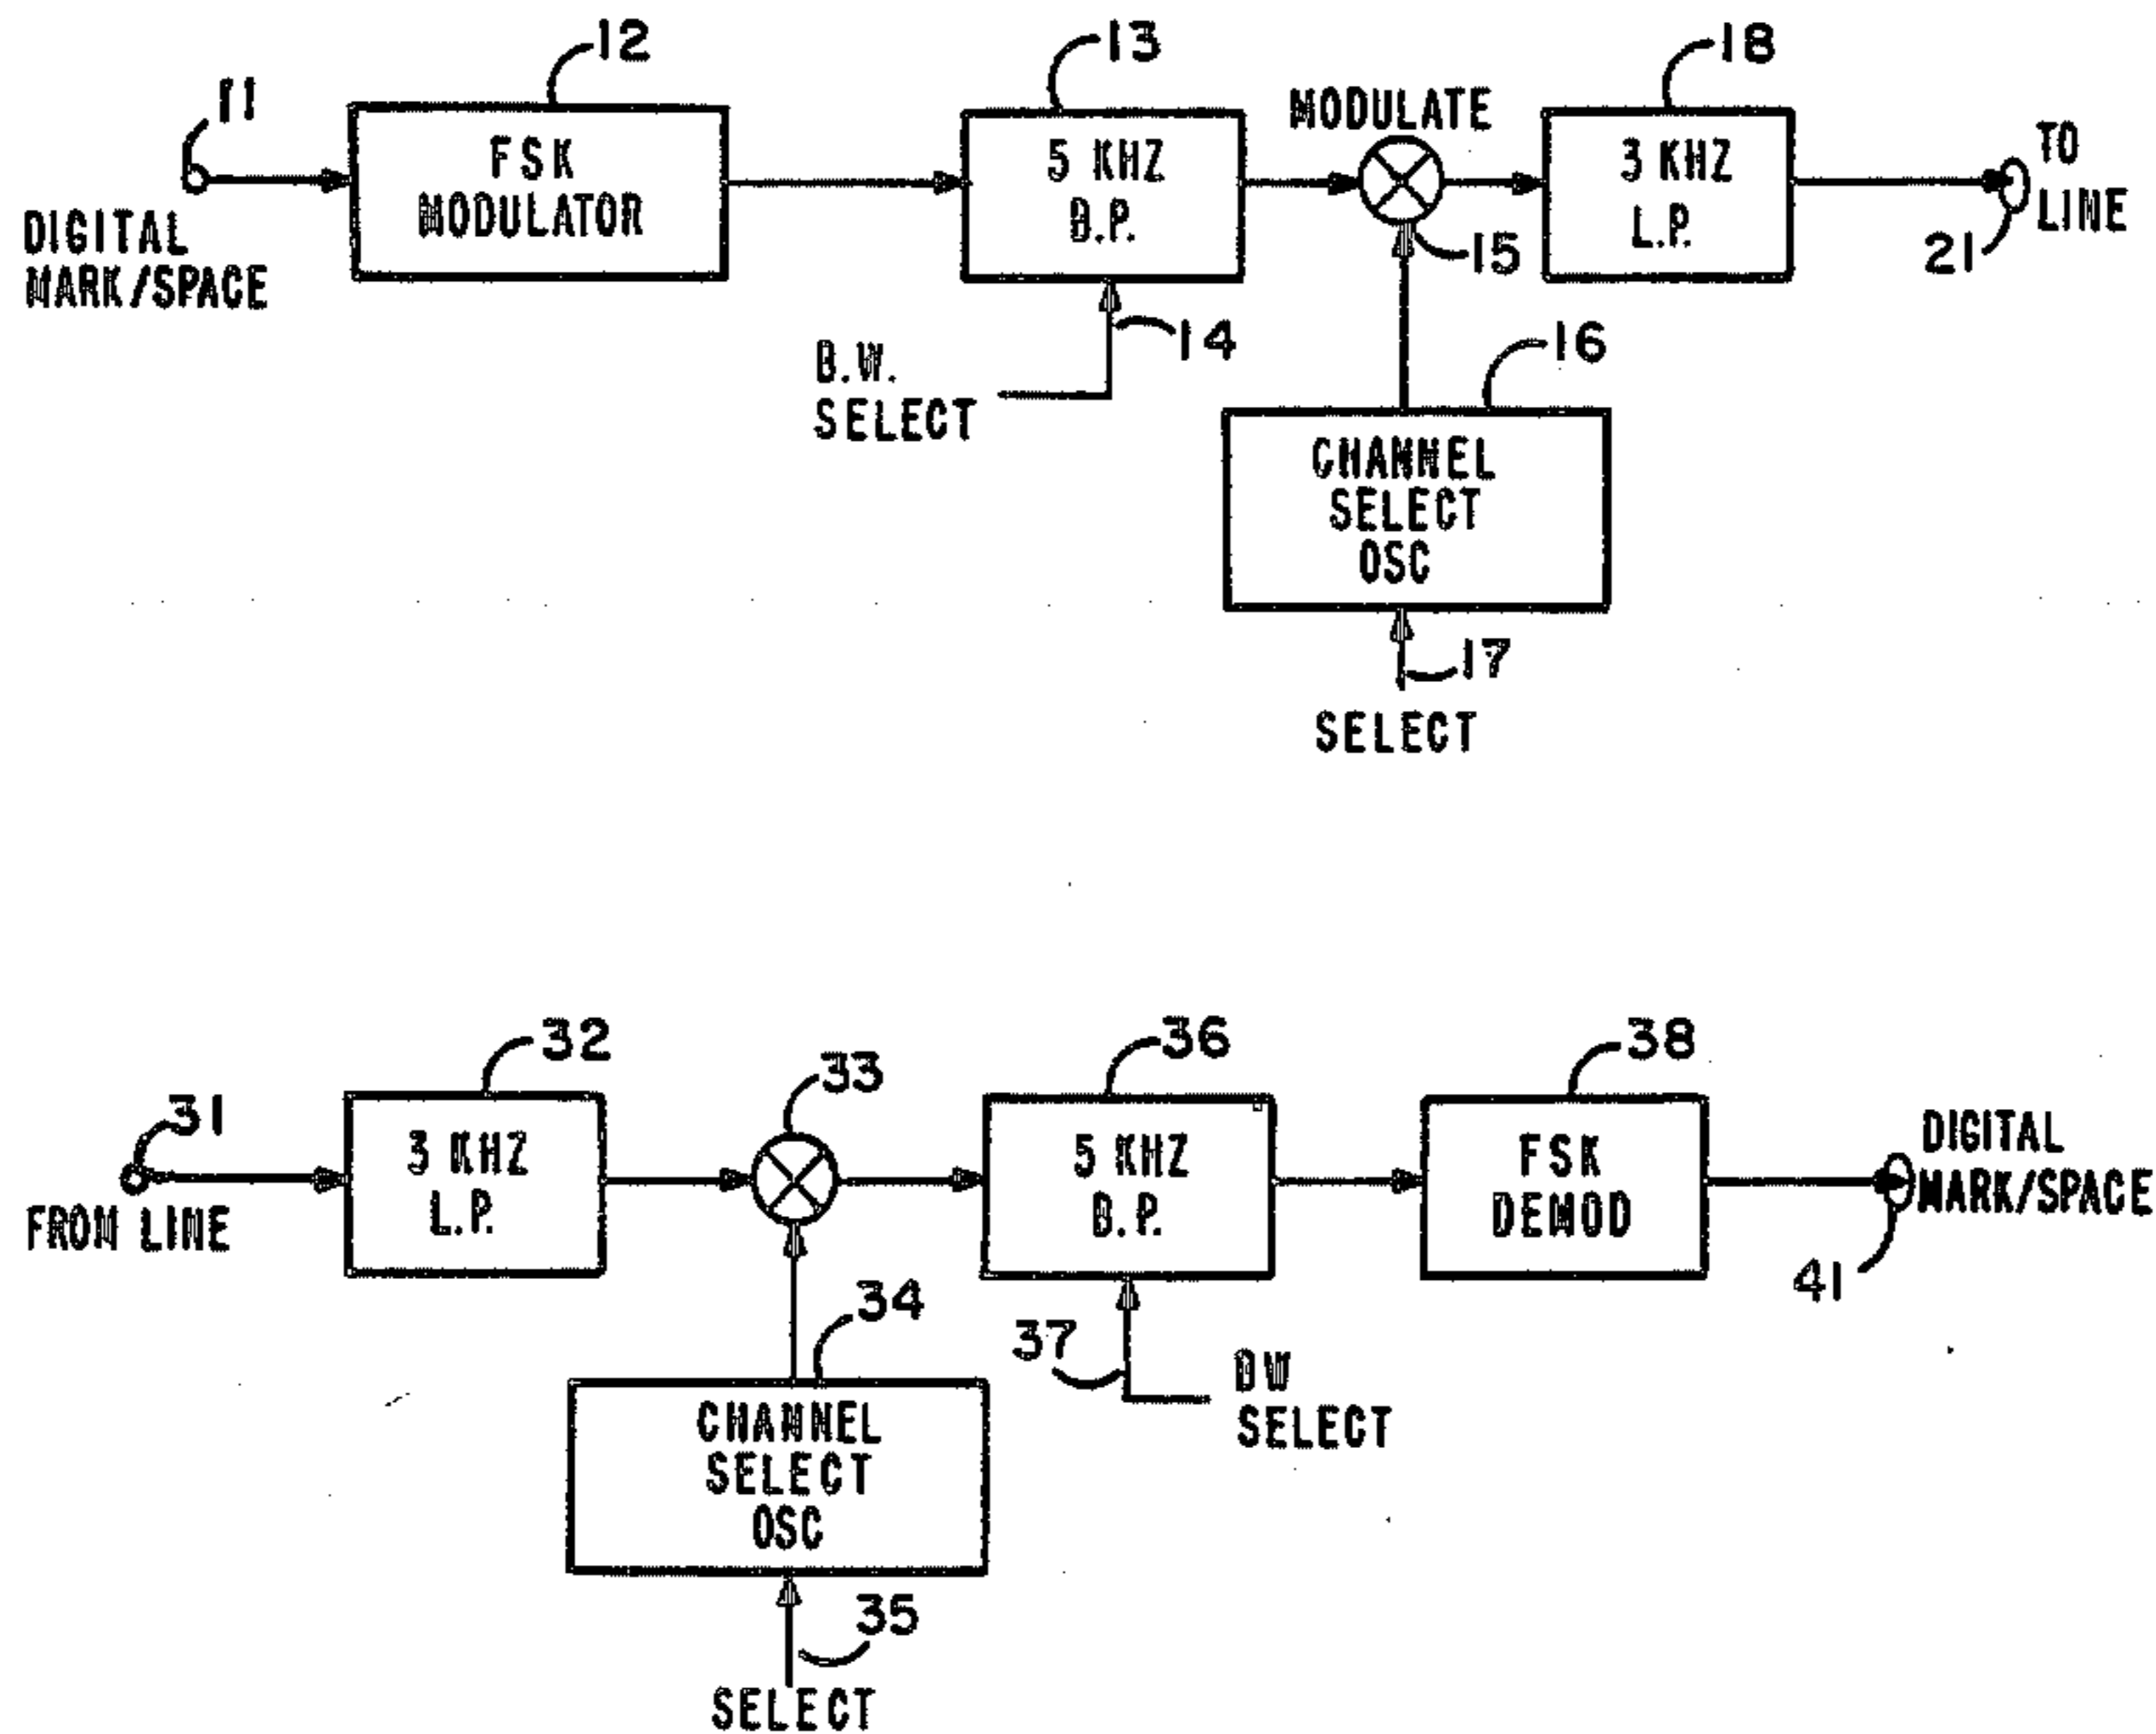 11
12
13
18
DIGITAL
MARK/SPACE
FSK
MODULATOR
5 KHZ
B.P.
MODULATE
15
3 KHZ
L.P.
TO
LINE
21
B.W.
SELECT
14
16
CHANNEL
SELECT
OSC
17
SELECT
31
FROM LINE
32
3 KHZ
L.P.
33
36
5 KHZ
B.P.
38
FSK
DEMOD
DIGITAL
MARK/SPACE
41
34
CHANNEL
SELECT
OSC
35
SELECT
37
BW
SELECT